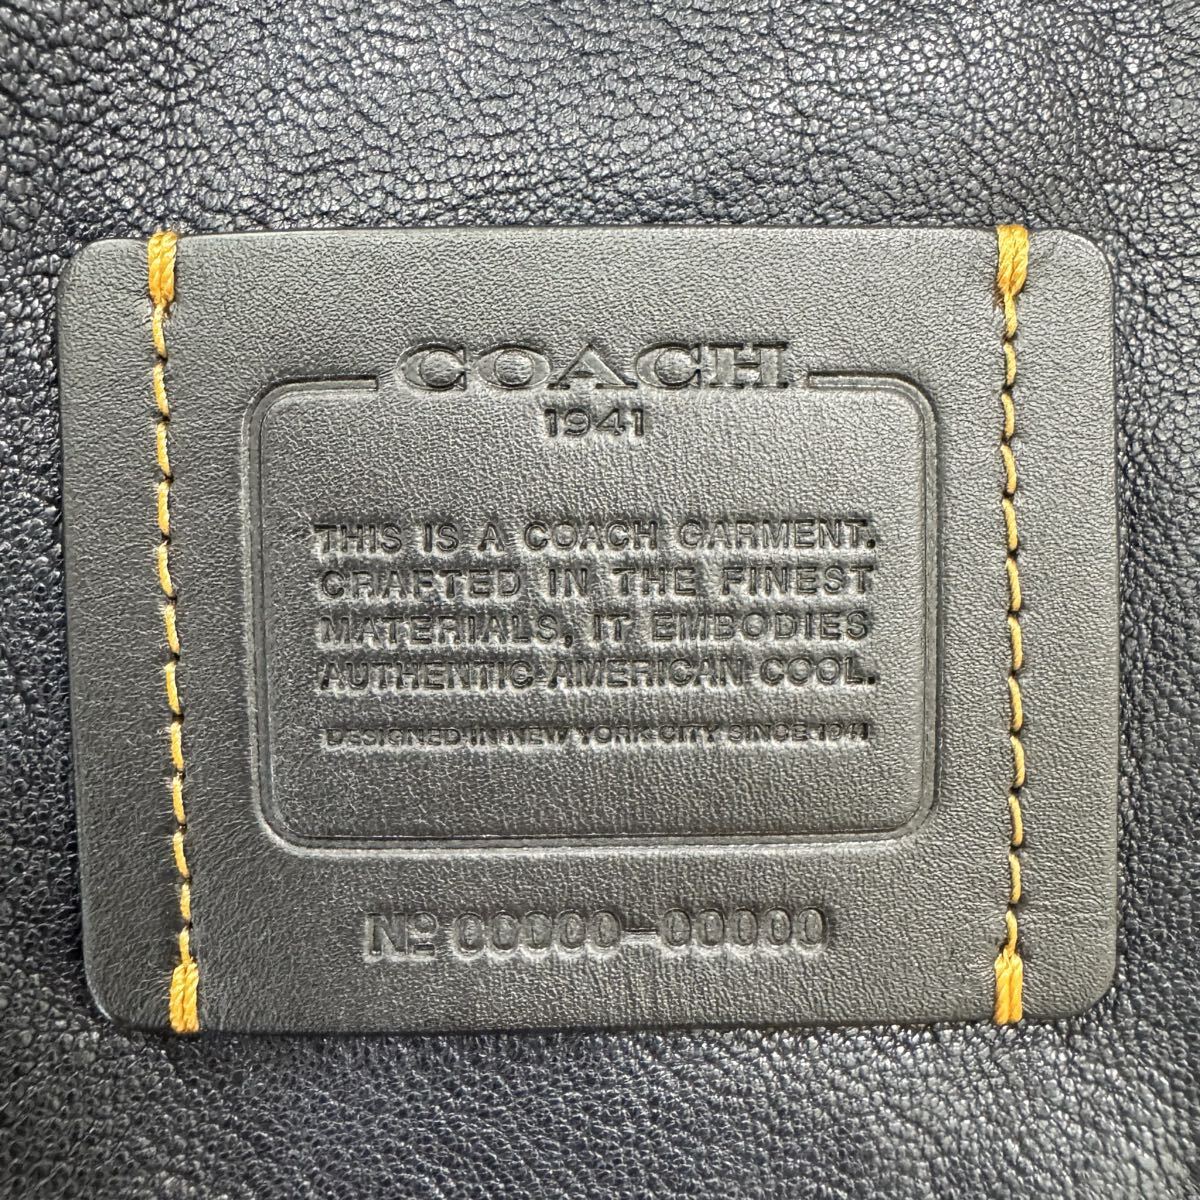 COACH
1941
THIS IS A COACH GARMENT.
CRAFTED IN THE FINEST
MATERIALS, IT EMBODIES
AUTHENTIC AMERICAN COOL.
DESIGNED IN NEW YORK CITY SINCE 1941
Nº 00000-00000